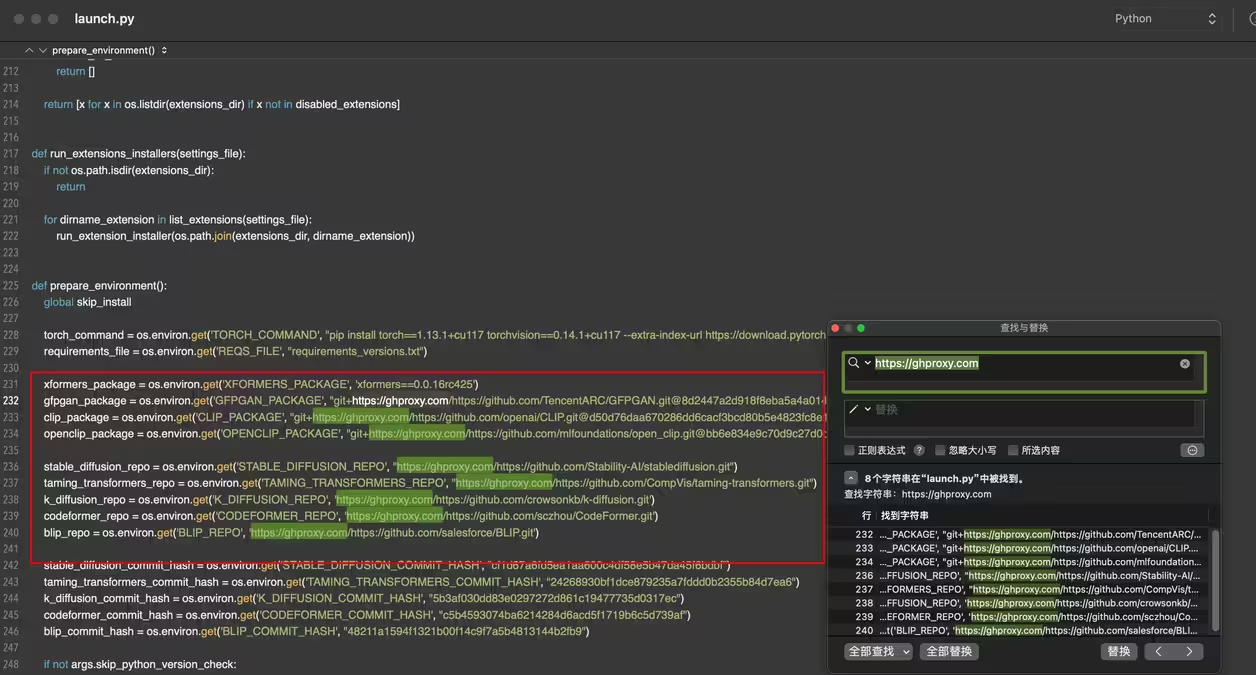 launch.py
Python
prepare_environment()
212 return []
213
214 return [x for x in os.listdir(extensions_dir) if x not in disabled_extensions]
215
216
217 def run_extensions_installers(settings_file):
218 if not os.path.isdir(extensions_dir):
219 return
220
221 for dirname_extension in list_extensions(settings_file):
222 run_extension_installer(os.path.join(extensions_dir, dirname_extension))
223
224
225 def prepare_environment():
226 global skip_install
227
228 torch_command = os.environ.get('TORCH_COMMAND', "pip install torch==1.13.1+cu117 torchvision==0.14.1+cu117 --extra-index-url https://download.pytorch
229 requirements_file = os.environ.get('REQS_FILE', "requirements_versions.txt")
230
231 xformers_package = os.environ.get('XFORMERS_PACKAGE', 'xformers==0.0.16rc425')
232 gfpgan_package = os.environ.get('GFPGAN_PACKAGE', "git+https://ghproxy.com/https://github.com/TencentARC/GFPGAN.git@8d2447a2d918f8eba5a4a01
233 clip_package = os.environ.get('CLIP_PACKAGE', "git+https://ghproxy.com/https://github.com/openai/CLIP.git@d50d76daa670286dd6cacf3bcd80b5e4823fc8e1
234 openclip_package = os.environ.get('OPENCLIP_PACKAGE', "git+https://ghproxy.com/https://github.com/mlfoundations/open_clip.git@bb6e834e9c70d9c27d0
235
236 stable_diffusion_repo = os.environ.get('STABLE_DIFFUSION_REPO', "https://ghproxy.com/https://github.com/Stability-AI/stablediffusion.git")
237 taming_transformers_repo = os.environ.get('TAMING_TRANSFORMERS_REPO', "https://ghproxy.com/https://github.com/CompVis/taming-transformers.git")
238 k_diffusion_repo = os.environ.get('K_DIFFUSION_REPO', 'https://ghproxy.com/https://github.com/crowsonkb/k-diffusion.git')
239 codeformer_repo = os.environ.get('CODEFORMER_REPO', 'https://ghproxy.com/https://github.com/sczhou/CodeFormer.git')
240 blip_repo = os.environ.get('BLIP_REPO', 'https://ghproxy.com/https://github.com/salesforce/BLIP.git')
241
242 stable_diffusion_commit_hash = os.environ.get('STABLE_DIFFUSION_COMMIT_HASH',
243 taming_transformers_commit_hash = os.environ.get('TAMING_TRANSFORMERS_COMMIT_HASH', "24268930bf1dce879235a7fddd0b2355b84d7ea6")
244 k_diffusion_commit_hash = os.environ.get('K_DIFFUSION_COMMIT_HASH', "5b3af030dd83e0297272d861c19477735d0317ec")
245 codeformer_commit_hash = os.environ.get('CODEFORMER_COMMIT_HASH', "c5b4593074ba6214284d6acd5f1719b6c5d739af")
246 blip_commit_hash = os.environ.get('BLIP_COMMIT_HASH', "48211a1594f1321b00f14c9f7a5b4813144b2fb9")
247
248 if not args.skip_python_version_check:
查找与替换
https://ghproxy.com
替换
正则表达式 ? 忽略大小写 所选内容
8个字符串在“launch.py”中被找到。
查找字符串：https://ghproxy.com
行 找到字符串
232 ..._PACKAGE', "git+https://ghproxy.com/https://github.com/TencentARC/...
233 ..._PACKAGE', "git+https://ghproxy.com/https://github.com/openai/CLIP....
234 ..._PACKAGE', "git+https://ghproxy.com/https://github.com/mlfoundation...
236 ...FFUSION_REPO', "https://ghproxy.com/https://github.com/Stability-AI/...
237 ...FORMERS_REPO', "https://ghproxy.com/https://github.com/CompVis/t...
238 ...FFUSION_REPO', 'https://ghproxy.com/https://github.com/crowsonkb/...
239 ...EFORMER_REPO', 'https://ghproxy.com/https://github.com/sczhou/Co...
240 ...t('BLIP_REPO', 'https://ghproxy.com/https://github.com/salesforce/BLI...
全部查找 全部替换 替换